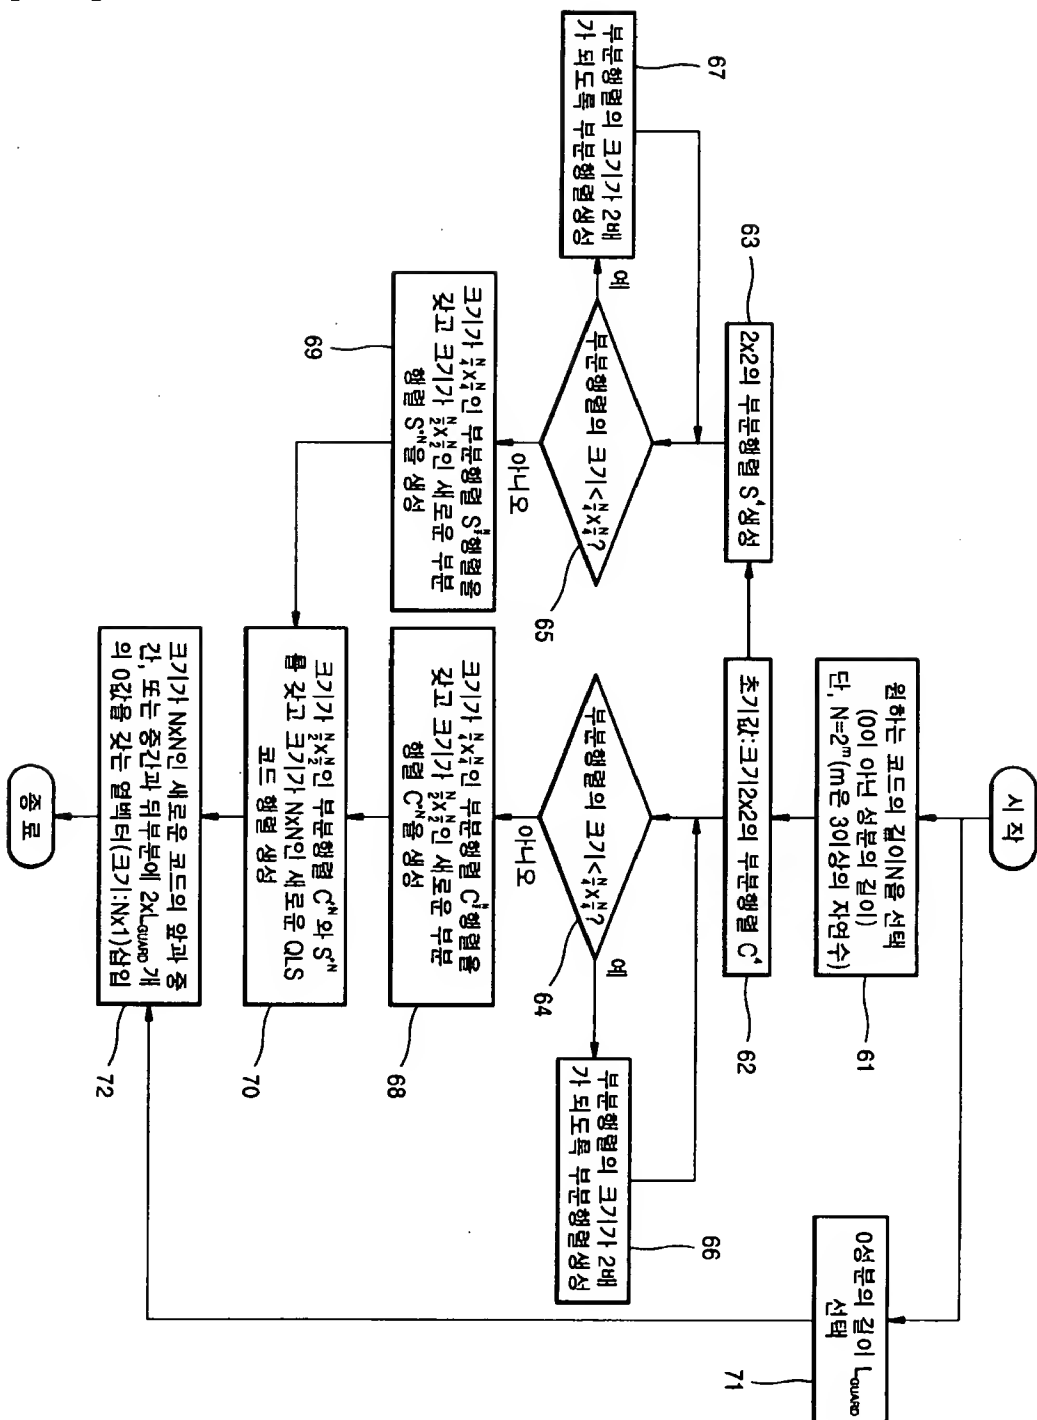 시작
원하는 코드의 길이N을 선택
(0이 아닌 성분의 길이)
단, N=2^m(m은 3이상의 자연수)
61
0성분의 길이 L_GUARD
선택
71
초기값:크기2x2의 부분행렬 C^4
62
2x2의 부분행렬 S^4생성
63
부분행렬의 크기<N/4xN/4?
64
예
아니오
부분행렬의 크기가 2배
가 되도록 부분행렬생성
66
부분행렬의 크기<N/4xN/4?
65
예
아니오
부분행렬의 크기가 2배
가 되도록 부분행렬생성
67
크기가 N/4xN/4인 부분행렬 C 행렬을
갖고 크기가 N/2xN/2인 새로운 부분
행렬 C'^N을 생성
68
크기가 N/4xN/4인 부분행렬 S 행렬을
갖고 크기가 N/2xN/2인 새로운 부분
행렬 S'^N을 생성
69
크기가 N/2xN/2인 부분행렬 C'^N 와 S'^N
를 갖고 크기가 NxN인 새로운 QLS
코드 행렬 생성
70
크기가 NxN인 새로운 코드의 앞과 중
간, 또는 중간과 뒤부분에 2xL_GUARD 개
의 0값을 갖는 열벡터(크기:Nx1)삽입
72
종료